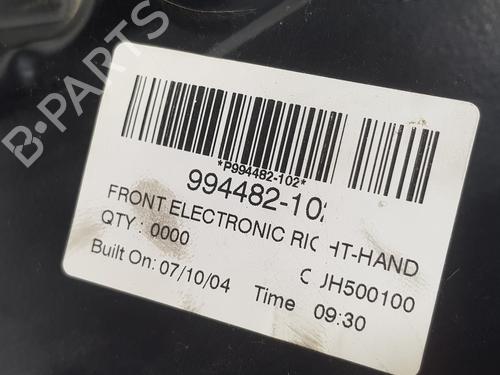 B-PARTS
*P994482-102*
994482-102
FRONT ELECTRONIC RIGHT-HAND
QTY: 0000
JH500100
Built On: 07/10/04 Time 09:30